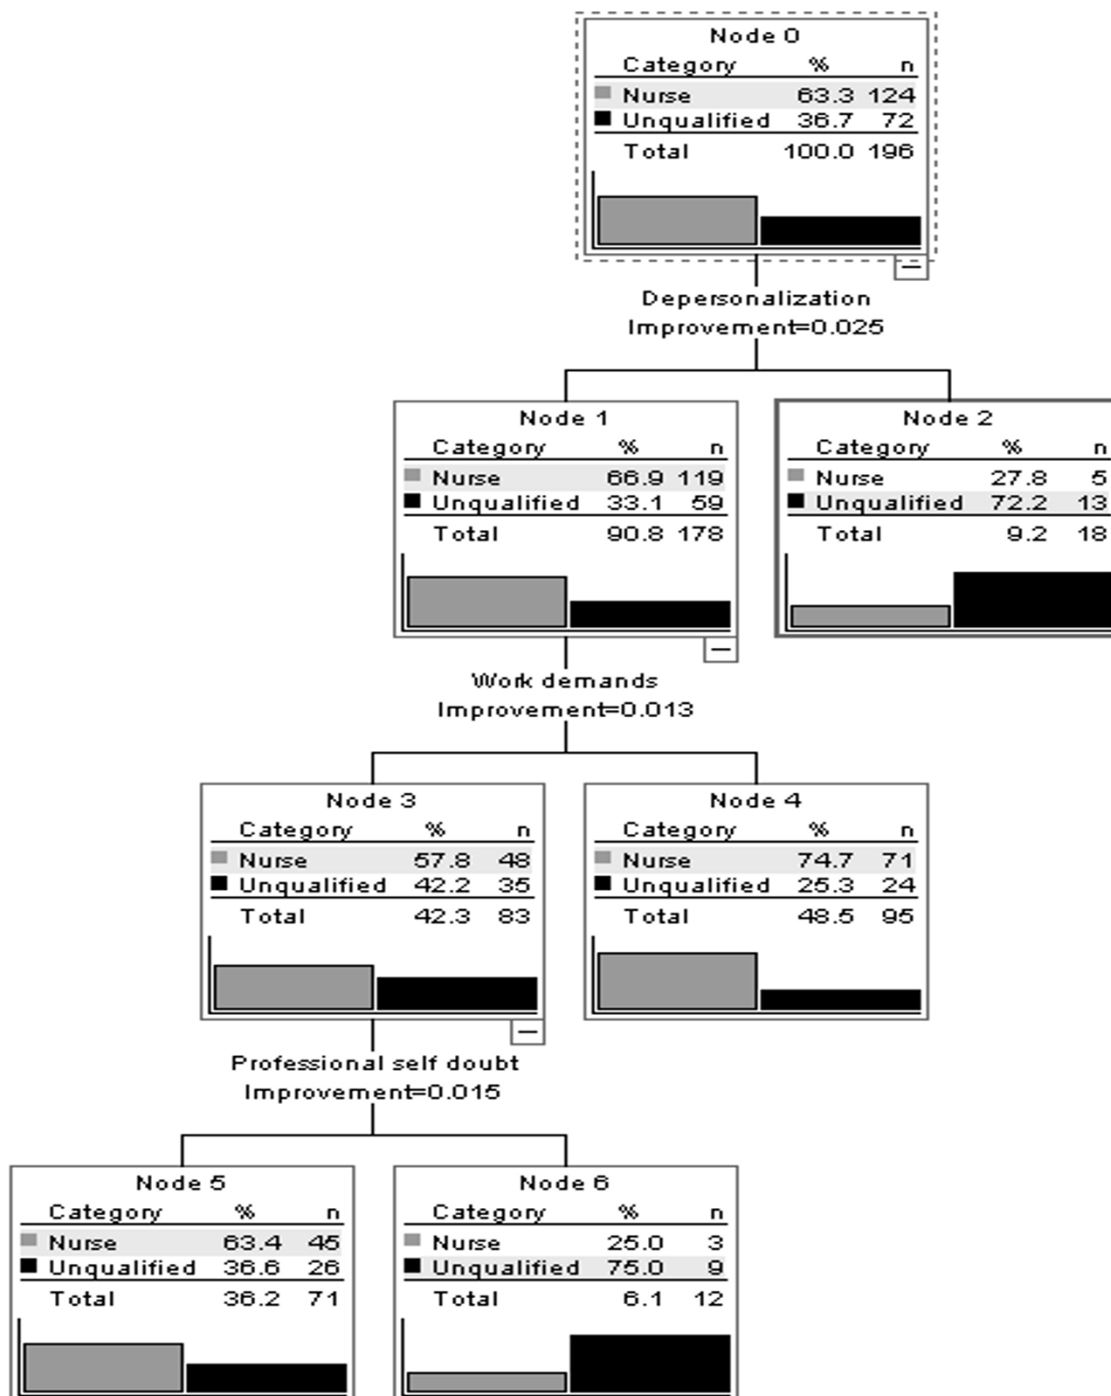 Node 0
Category % n
Nurse 63.3 124
Unqualified 36.7 72
Total 100.0 196
Depersonalization
Improvement=0.025
Node 1
Category % n
Nurse 66.9 119
Unqualified 33.1 59
Total 90.8 178
Node 2
Category % n
Nurse 27.8 5
Unqualified 72.2 13
Total 9.2 18
Work demands
Improvement=0.013
Node 3
Category % n
Nurse 57.8 48
Unqualified 42.2 35
Total 42.3 83
Node 4
Category % n
Nurse 74.7 71
Unqualified 25.3 24
Total 48.5 95
Professional self doubt
Improvement=0.015
Node 5
Category % n
Nurse 63.4 45
Unqualified 36.6 26
Total 36.2 71
Node 6
Category % n
Nurse 25.0 3
Unqualified 75.0 9
Total 6.1 12